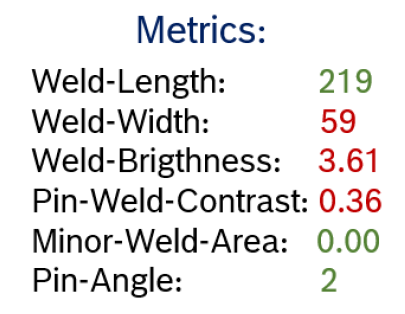 Metrics:
Weld-Length: 219
Weld-Width: 59
Weld-Brigthness: 3.61
Pin-Weld-Contrast: 0.36
Minor-Weld-Area: 0.00
Pin-Angle: 2